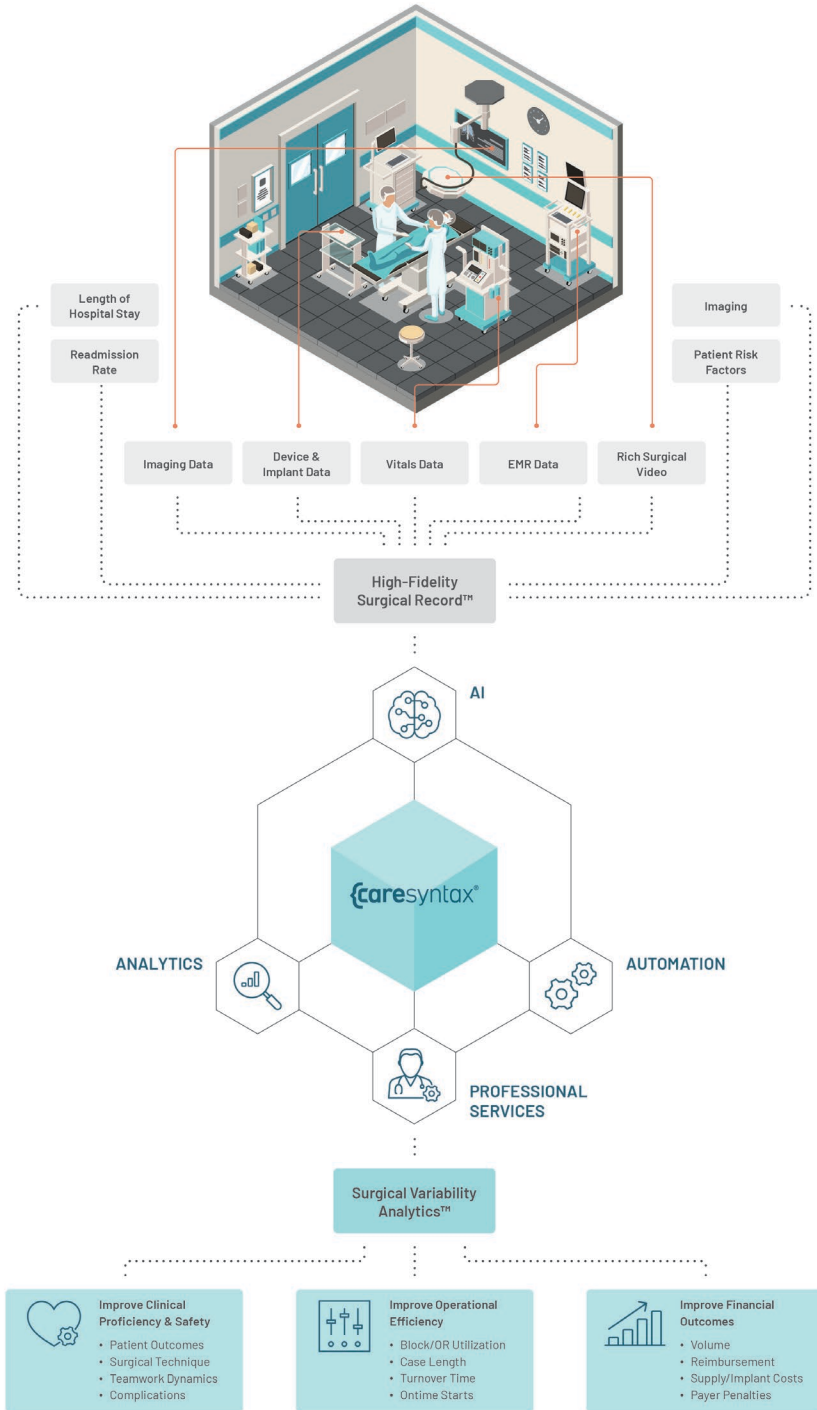 Length of
Hospital Stay
Imaging
Readmission
Rate
Patient Risk
Factors
Imaging Data
Device &
Implant Data
Vitals Data
EMR Data
Rich Surgical
Video
High-Fidelity
Surgical Record™
AI
{caresyntax®
ANALYTICS
AUTOMATION
PROFESSIONAL
SERVICES
Surgical Variability
Analytics™
Improve Clinical
Proficiency & Safety
• Patient Outcomes
• Surgical Technique
• Teamwork Dynamics
• Complications
Improve Operational
Efficiency
• Block/OR Utilization
• Case Length
• Turnover Time
• Ontime Starts
Improve Financial
Outcomes
• Volume
• Reimbursement
• Supply/Implant Costs
• Payer Penalties